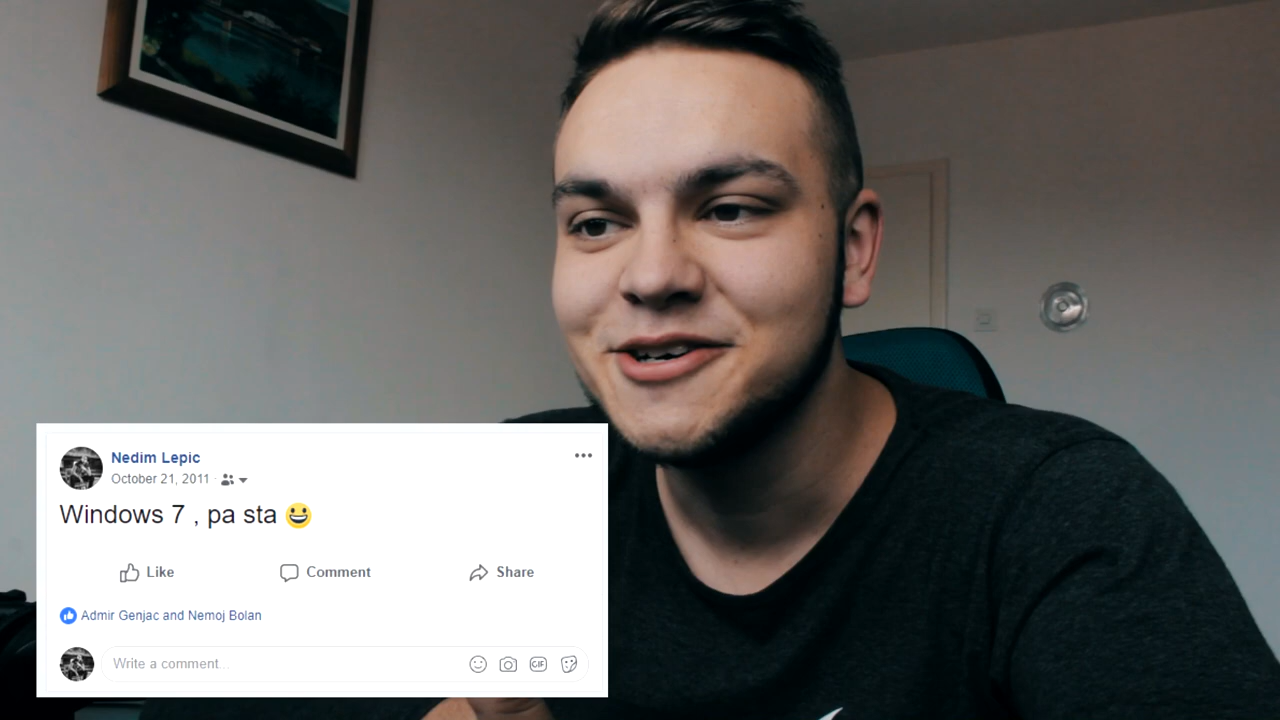 Nedim Lepic
October 21, 2011
Windows 7 , pa sta 😀
Like Comment Share
Admir Genjac and Nemoj Bolan
Write a comment...
GIF